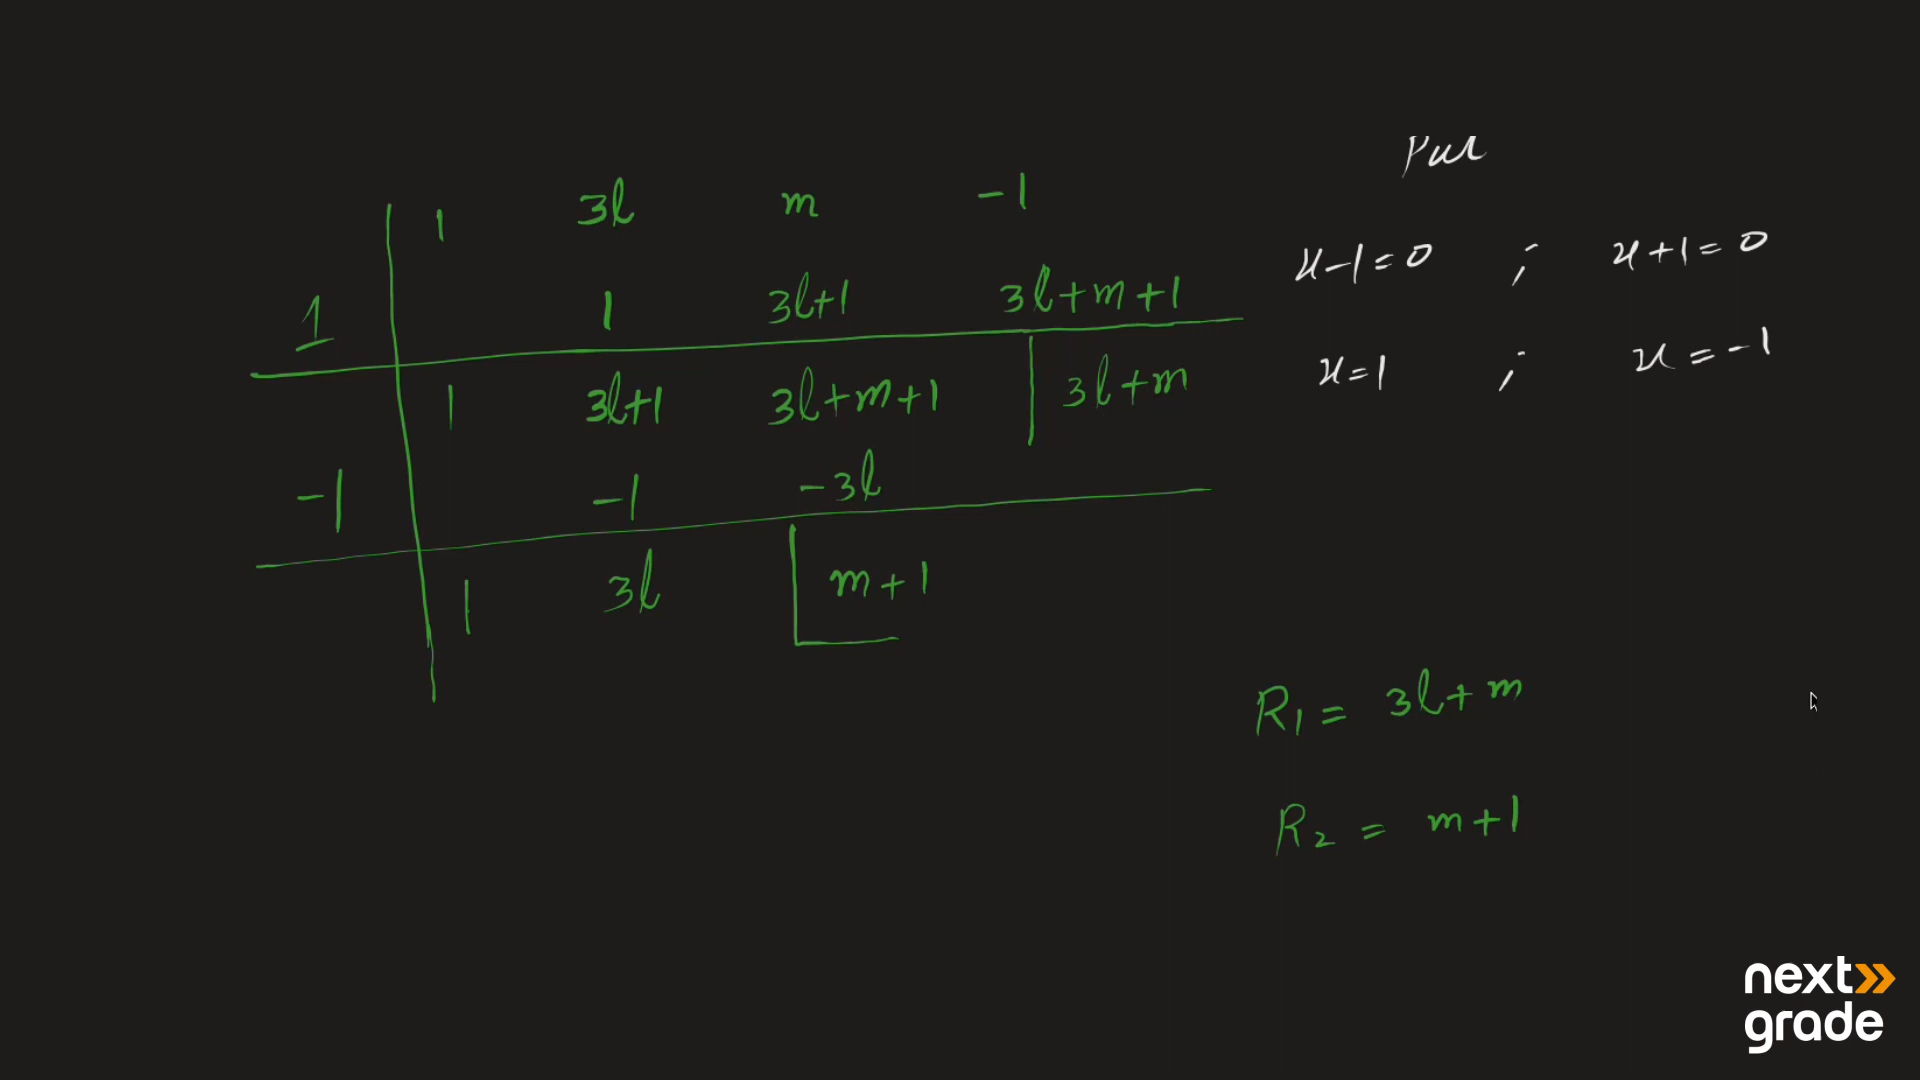 Put
1 3l m -1
x-1=0 ; x+1=0
1 1 3l+1 3l+m+1
x=1 ; x=-1
1 3l+1 3l+m+1 3l+m
-1 -1 -3l
1 3l m+1
R₁ = 3l+m
R₂ = m+1
next
grade